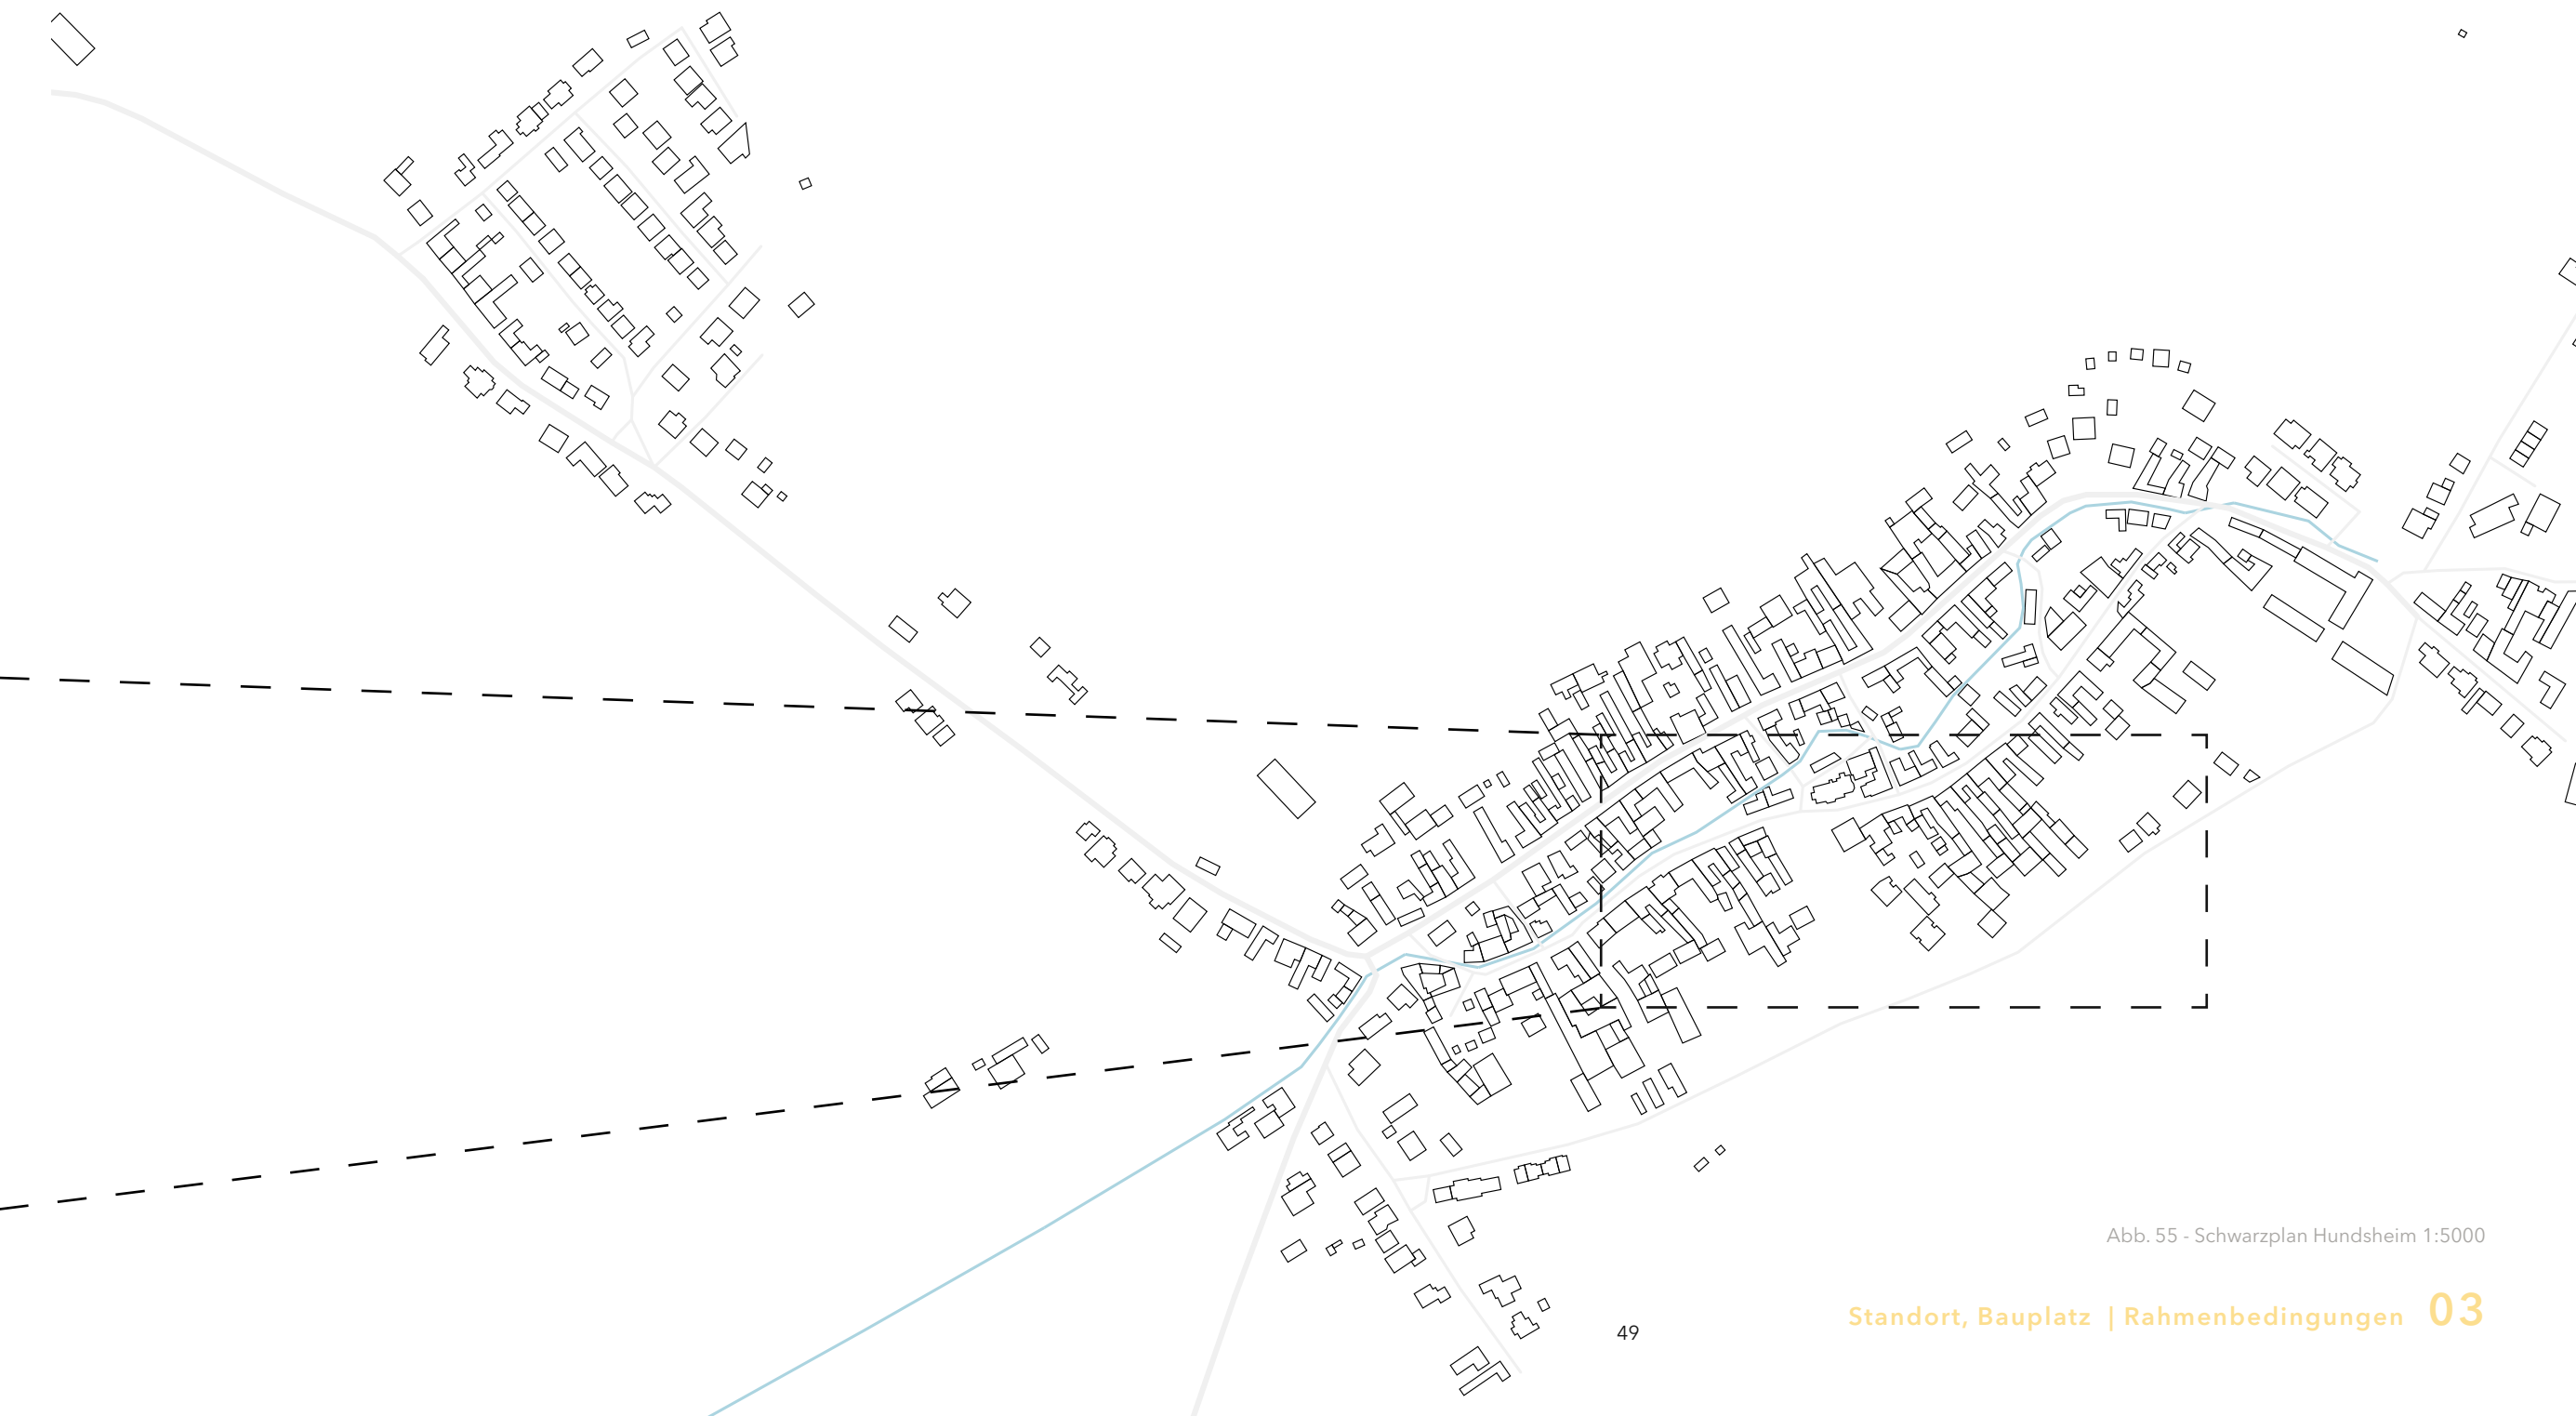 Abb. 55 - Schwarzplan Hundsheim 1:5000
Standort, Bauplatz | Rahmenbedingungen 03
49